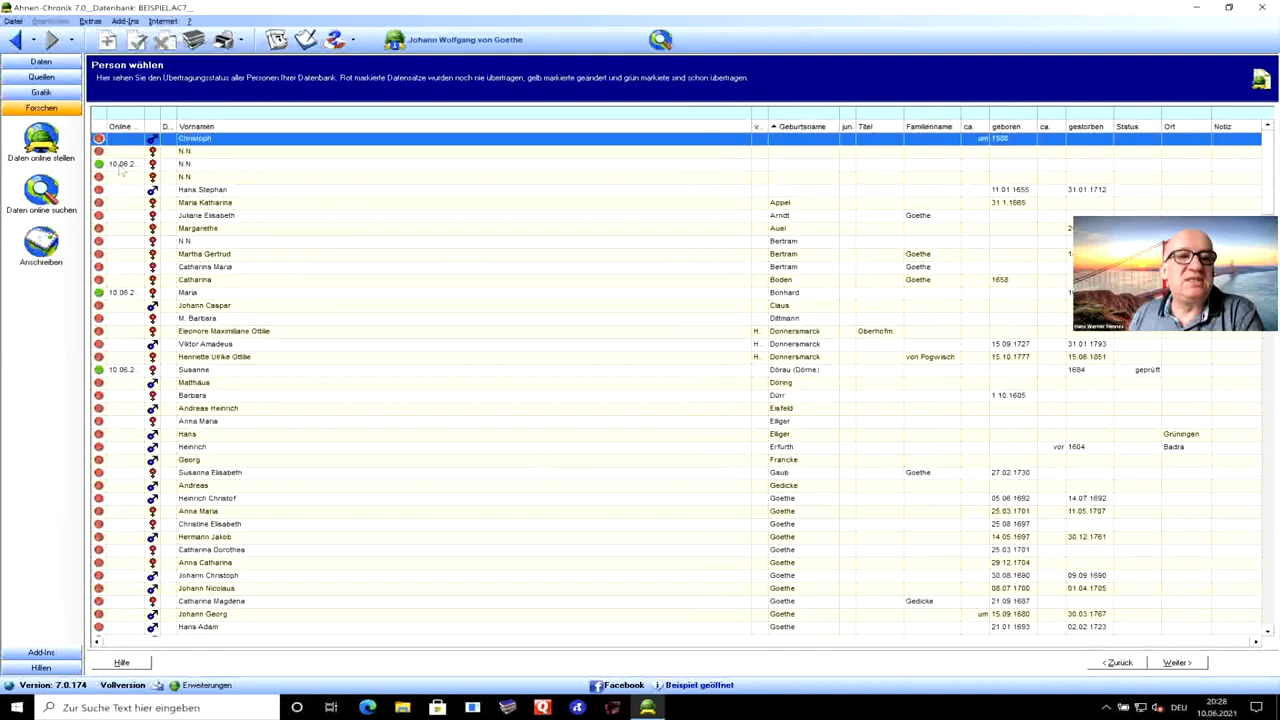 Ahnen-Chronik 7.0__Datenbank: BEISPIEL.AC7__
Datei Bearbeiten Extras Add-Ins Internet ?
Johann Wolfgang von Goethe
Daten
Quellen
Grafik
Forschen
Daten online stellen
Daten online suchen
Anschreiben
Person wählen
Hier sehen Sie den Übertragungsstatus aller Personen Ihrer Datenbank. Rot markierte Datensätze wurden noch nie übertragen, gelb markierte geändert und grün markierte sind schon übertragen.
Online ... D... Vornamen v.. Geburtsname jun. Titel Familienname ca. geboren ca. gestorben Status Ort Notiz
Christoph um 1580
N.N.
10.06.2... N.N.
N.N.
Hans Stephan 11.01.1655 31.01.1712
Maria Katharina Appel 31.1.1665
Juliane Elisabeth Arndt Goethe
Margarethe Auel
N.N. Bertram
Martha Gertrud Bertram Goethe
Catharina Maria Bertram Goethe
Catharina Boden Goethe 1658
10.06.2... Maria Bonhard
Johann Caspar Claus
M. Barbara Dittmann
Eleonore Maximiliane Ottilie H.. Donnersmarck Oberhofm..
Viktor Amadeus H.. Donnersmarck 15.09.1727 31.01.1793
Henriette Ulrike Ottilie H.. Donnersmarck von Pogwisch 15.10.1777 15.06.1851
10.06.2... Susanne Dörau (Dörne) 1684 geprüft
Matthäus Döring
Barbara Dürr 1.10.1605
Andreas Heinrich Eisfeld
Anna Maria Elliger
Hans Elliger Grüningen
Heinrich Erfurth vor 1604 Badra
Georg Francke
Susanna Elisabeth Gaub Goethe 27.02.1730
Andreas Gedicke
Heinrich Christof Goethe 05.06.1692 14.07.1692
Anna Maria Goethe 25.03.1701 11.05.1707
Christine Elisabeth Goethe 25.08.1697
Hermann Jakob Goethe 14.05.1697 30.12.1761
Catharina Dorothea Goethe 25.03.1701
Anna Catharina Goethe 29.12.1704
Johann Christoph Goethe 30.08.1690 09.09.1690
Johann Nicolaus Goethe 08.07.1700 01.04.1705
Catharina Magdena Goethe Gedicke 21.09.1687
Johann Georg Goethe um 15.09.1680 30.03.1767
Hans Adam Goethe 21.01.1693 02.02.1723
Hans Werner Hennes
Add-Ins
Hilfen
Hilfe
< Zurück
Weiter >
Version: 7.0.174 Vollversion Erweiterungen Facebook Beispiel geöffnet
Zur Suche Text hier eingeben
DEU
20:28
10.06.2021